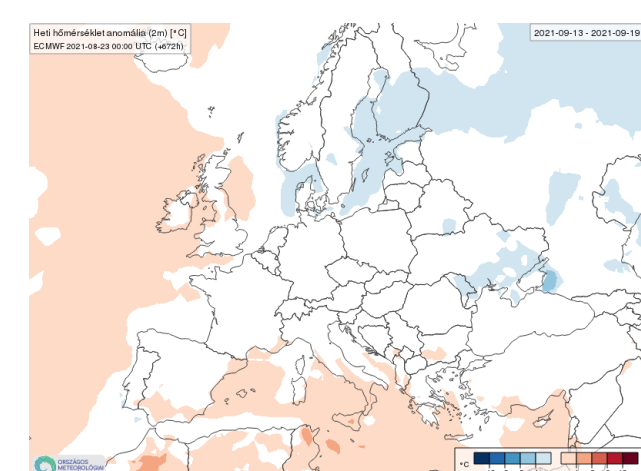 Heti hőmérséklet anomália (2m) [°C]
ECMWF 2021-08-23 00:00 UTC (+672h)
2021-09-13 - 2021-09-19
ORSZÁGOS
METEOROLÓGIAI
°C